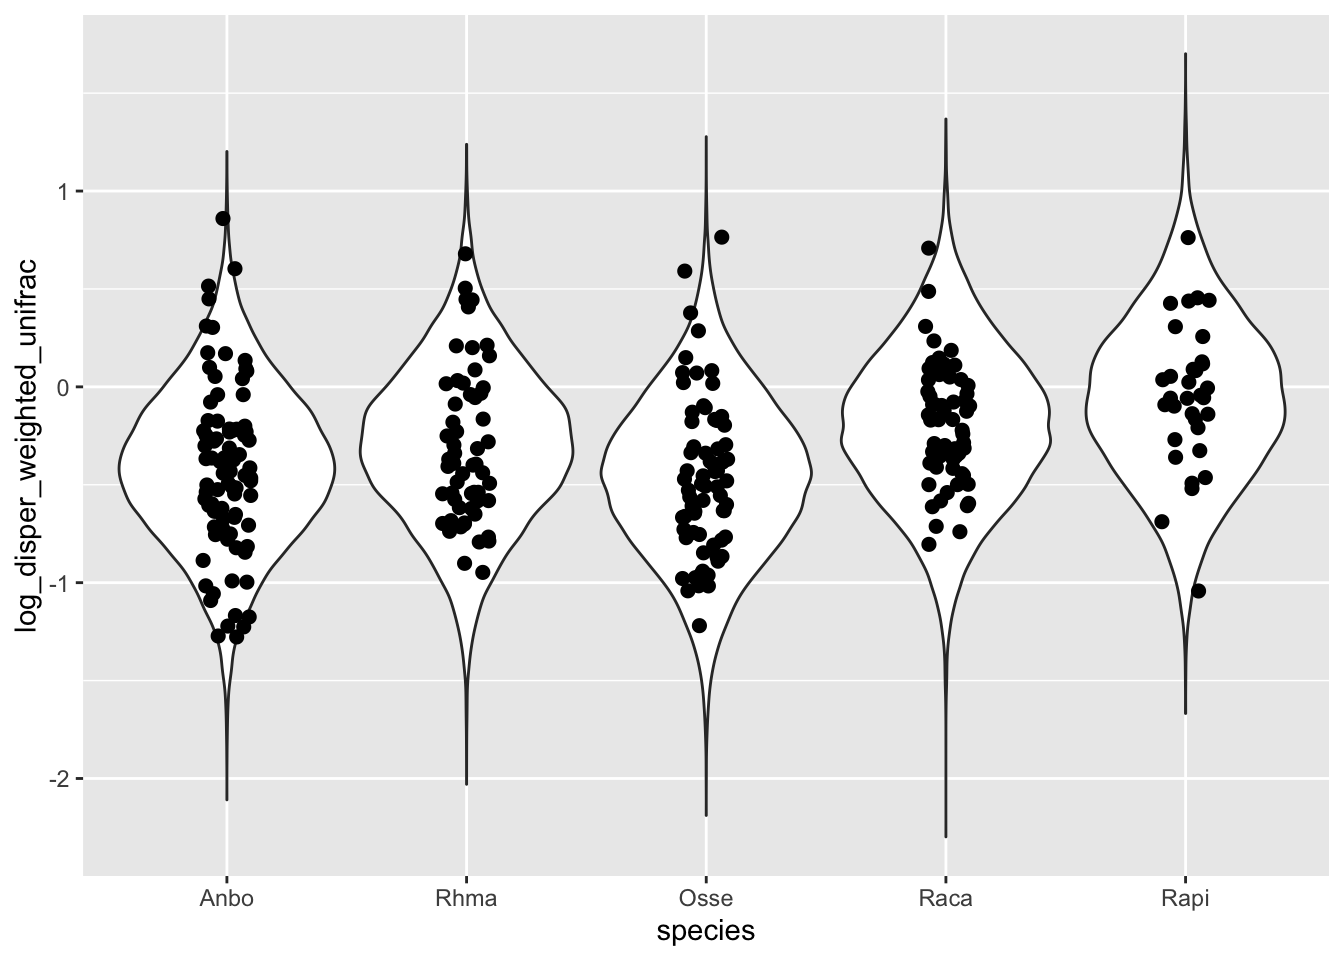 log_disper_weighted_unifrac
1
0
-1
-2
Anbo Rhma Osse Raca Rapi
species